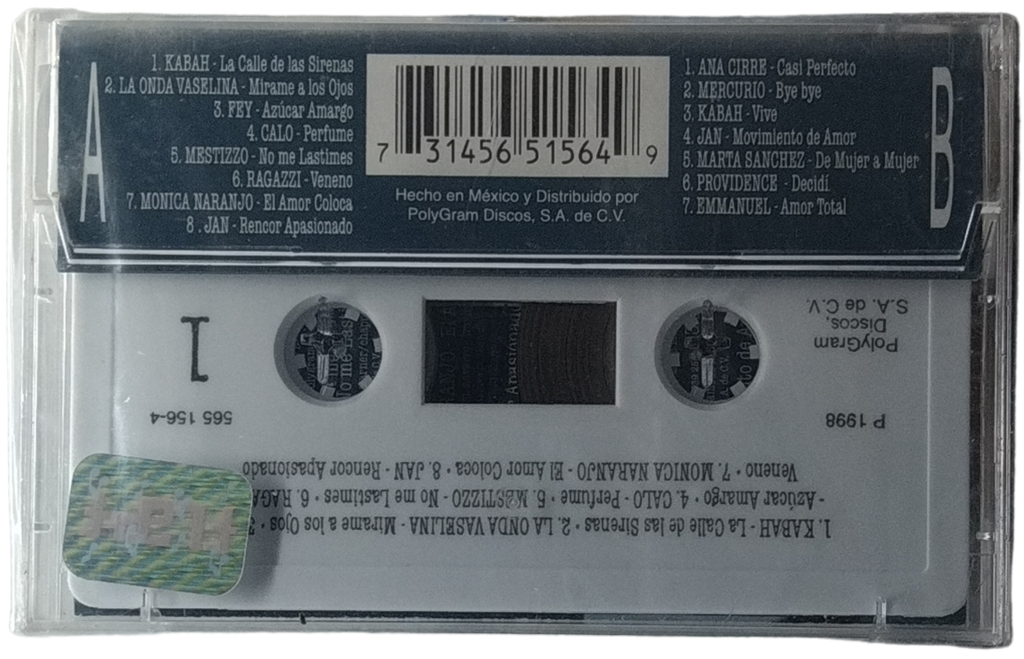 A
1. KABAH - La Calle de las Sirenas
2. LA ONDA VASELINA - Mirame a los Ojos
3. FEY - Azúcar Amargo
4. CALO - Perfume
5. MESTIZZO - No me Lastimes
6. RAGAZZI - Veneno
7. MONICA NARANJO - El Amor Coloca
8 . JAN - Rencor Apasionado
7 31456 51564 9
Hecho en México y Distribuido por
PolyGram Discos, S.A. de C.V.
B
1. ANA CIRRE - Casi Perfecto
2. MERCURIO - Bye bye
3. KABAH - Vive
4. JAN - Movimiento de Amor
5. MARTA SANCHEZ - De Mujer a Mujer
6. PROVIDENCE - Decidí
7. EMMANUEL - Amor Total
1. KABAH - La Calle de las Sirenas · 2. LA ONDA VASELINA - Mirame a los Ojos · 3.
- Azúcar Amargo · 4. CALO - Perfume · 5. MESTIZZO - No me Lastimes · 6. RAGA
Veneno · 7. MONICA NARANJO - El Amor Coloca · 8. JAN - Rencor Apasionado
P 1998
565 156-4
1
PolyGram
Discos,
S.A. de C.V.